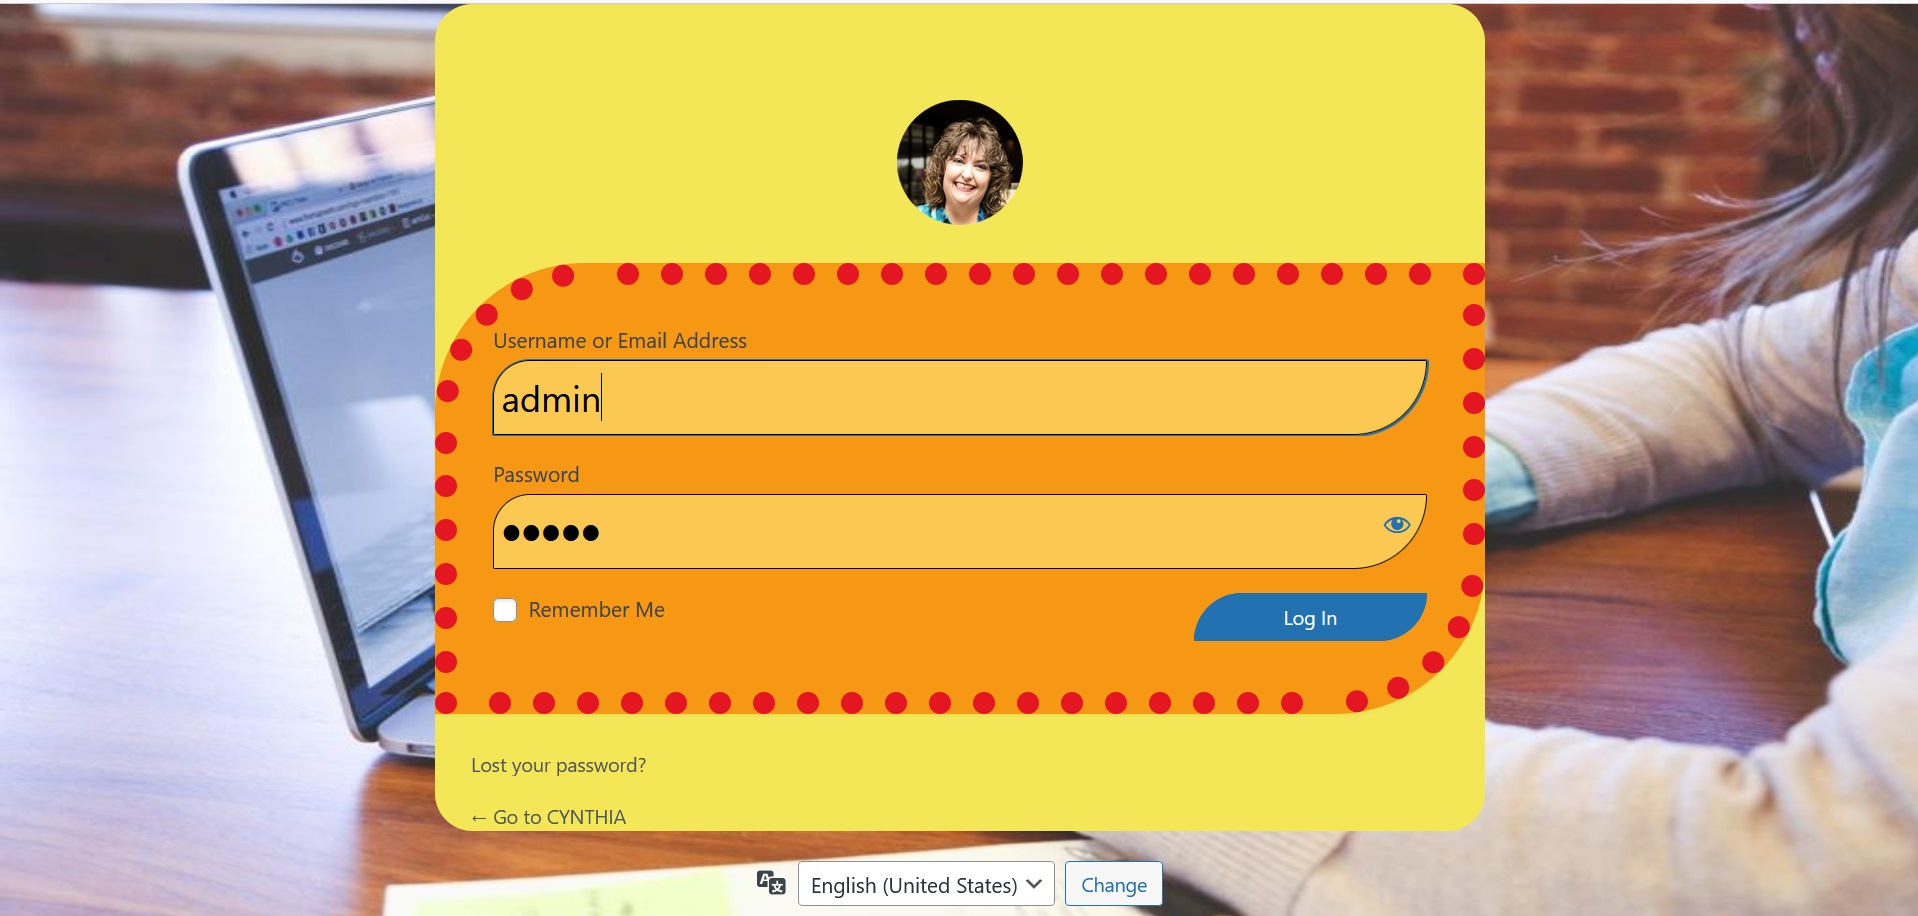 Username or Email Address
admin
Password
●●●●●
Remember Me
Log In
Lost your password?
← Go to CYNTHIA
English (United States)
Change